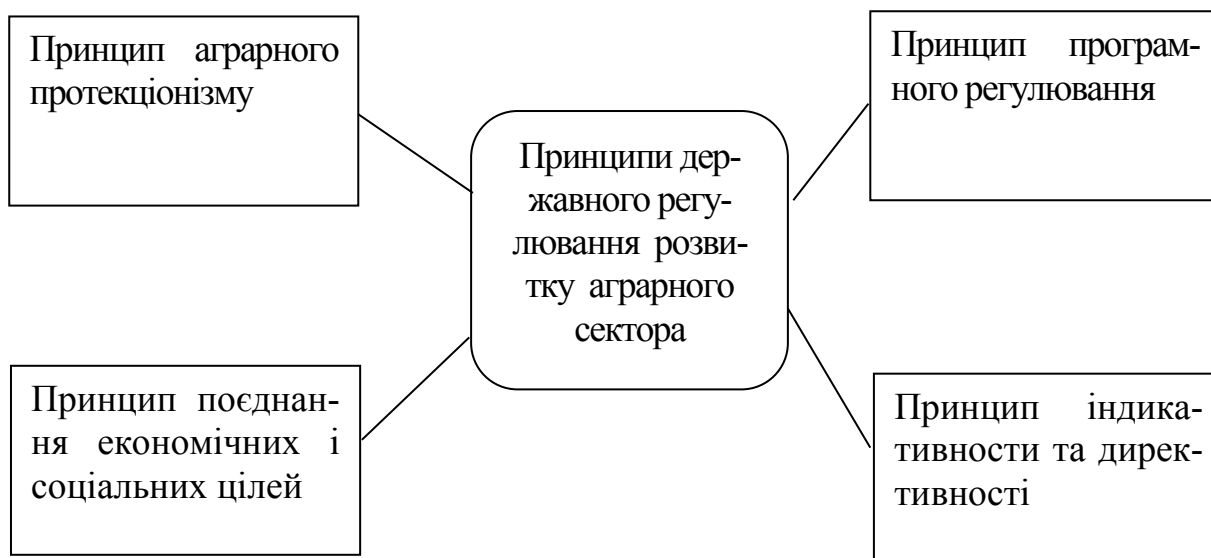 Принцип аграрного
протекціонізму
Принцип програм-
ного регулювання
Принципи дер-
жавного регу-
лювання розви-
тку аграрного
сектора
Принцип поєднан-
ня економічних і
соціальних цілей
Принцип індика-
тивности та дирек-
тивності